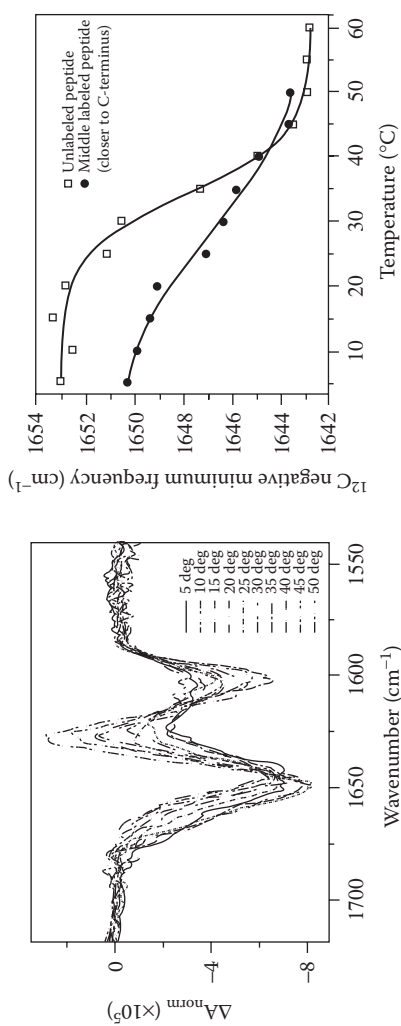 ΔA_norm (×10⁵)
0
−4
−8
1700
1650
1600
1550
Wavenumber (cm⁻¹)
5 deg
10 deg
15 deg
20 deg
25 deg
30 deg
35 deg
40 deg
45 deg
50 deg
¹²C negative minimum frequency (cm⁻¹)
1654
1652
1650
1648
1646
1644
1642
10
20
30
40
50
60
Temperature (°C)
Unlabeled peptide
Middle labeled peptide
(closer to C-terminus)